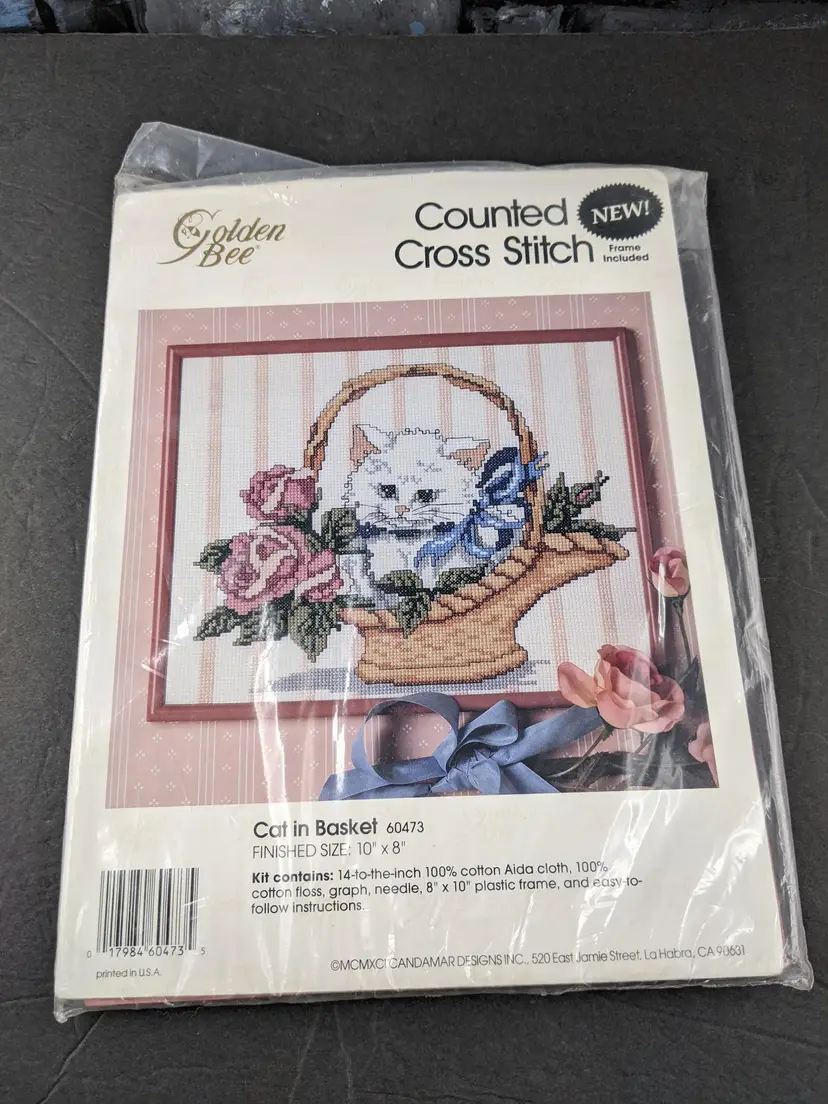 Golden
Bee®
Counted
Cross Stitch
NEW!
Frame
Included
Cat in Basket 60473
FINISHED SIZE: 10" x 8"
Kit contains: 14-to-the-inch 100% cotton Aida cloth, 100%
cotton floss, graph, needle, 8" x 10" plastic frame, and easy-to-
follow instructions.
0 17984 60473 5
printed in U.S.A.
©MCMXCI CANDAMAR DESIGNS INC., 520 East Jamie Street, La Habra, CA 90631